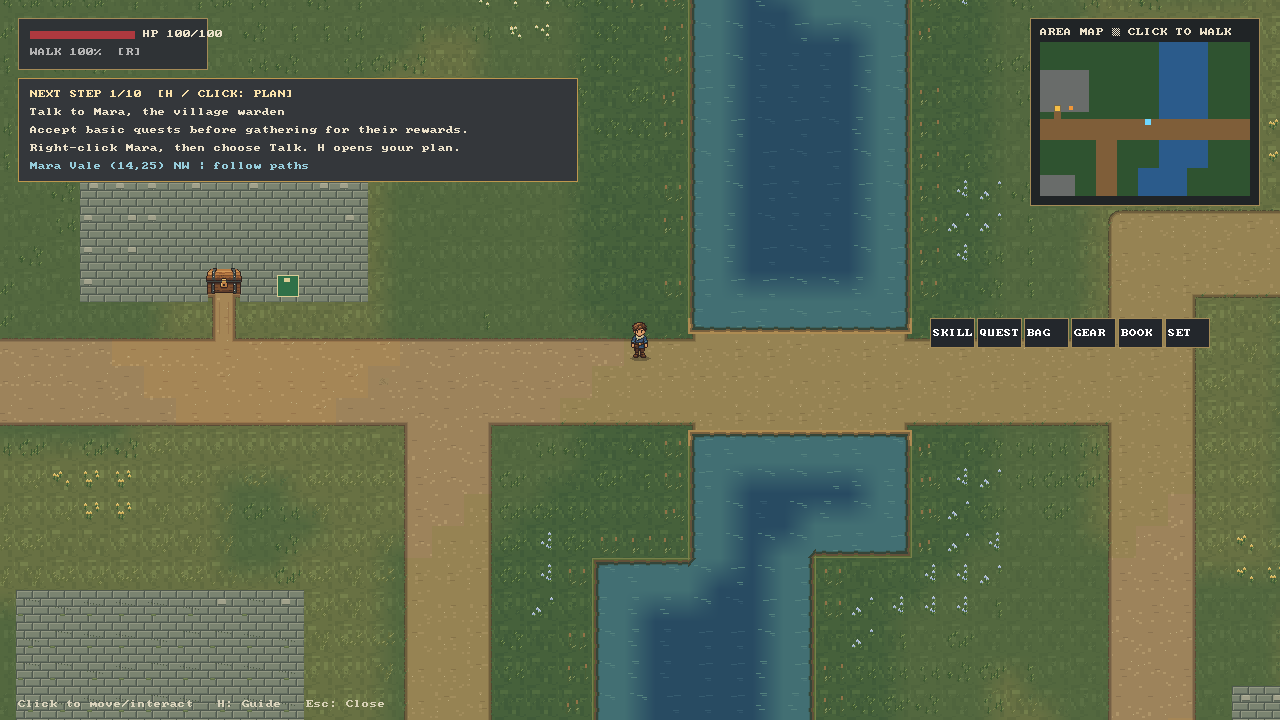 HP 100/100
WALK 100% [R]
NEXT STEP 1/10 [H / CLICK: PLAN]
Talk to Mara, the village warden
Accept basic quests before gathering for their rewards.
Right-click Mara, then choose Talk. H opens your plan.
Mara Vale (14,25) NW ¦ follow paths
AREA MAP ▒ CLICK TO WALK
SKILL QUEST BAG GEAR BOOK SET
Click to move/interact H: Guide Esc: Close